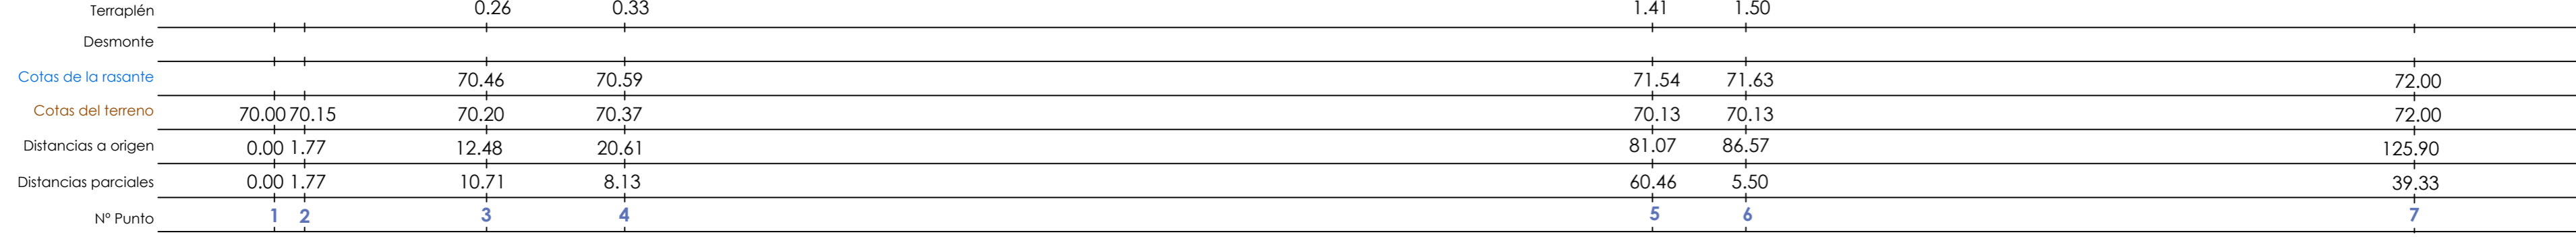 Terraplén 0.26 0.33 1.41 1.50
Desmonte
Cotas de la rasante 70.46 70.59 71.54 71.63 72.00
Cotas del terreno 70.00 70.15 70.20 70.37 70.13 70.13 72.00
Distancias a origen 0.00 1.77 12.48 20.61 81.07 86.57 125.90
Distancias parciales 0.00 1.77 10.71 8.13 60.46 5.50 39.33
Nº Punto 1 2 3 4 5 6 7